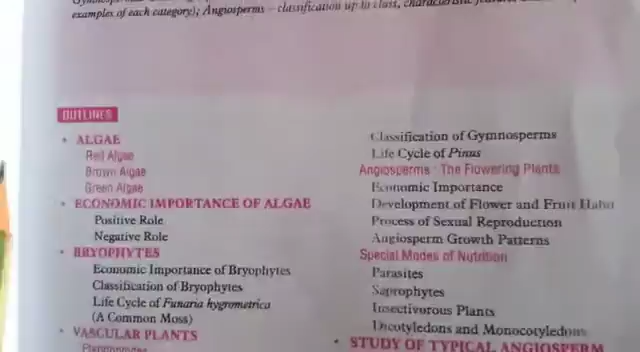 examples of each category); Angiosperms – classification up to class, characteristic
OUTLINES
• ALGAE
Red Algae
Brown Algae
Green Algae
• ECONOMIC IMPORTANCE OF ALGAE
Positive Role
Negative Role
• BRYOPHYTES
Economic Importance of Bryophytes
Classification of Bryophytes
Life Cycle of Funaria hygrometrica
(A Common Moss)
• VASCULAR PLANTS
Classification of Gymnosperms
Life Cycle of Pinus
Angiosperms - The Flowering Plants
Economic Importance
Development of Flower and Fruit Habit
Process of Sexual Reproduction
Angiosperm Growth Patterns
Special Modes of Nutrition
Parasites
Saprophytes
Insectivorous Plants
Dicotyledons and Monocotyledons
• STUDY OF TYPICAL ANGIOSPERM